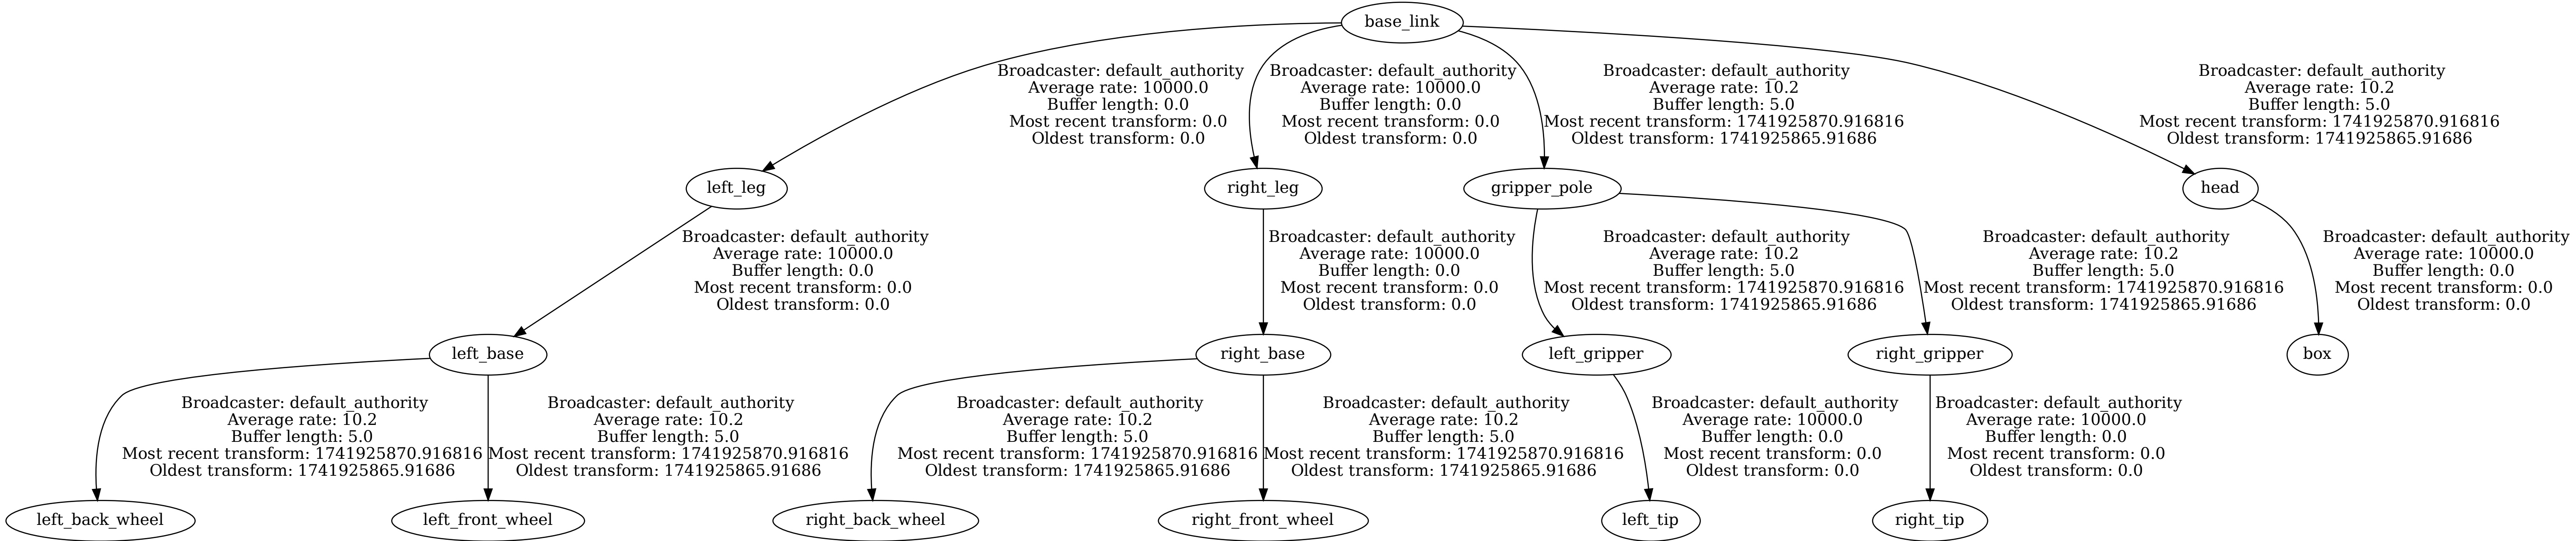 base_link
Broadcaster: default_authority
Average rate: 10000.0
Buffer length: 0.0
Most recent transform: 0.0
Oldest transform: 0.0
Broadcaster: default_authority
Average rate: 10000.0
Buffer length: 0.0
Most recent transform: 0.0
Oldest transform: 0.0
Broadcaster: default_authority
Average rate: 10.2
Buffer length: 5.0
Most recent transform: 1741925870.916816
Oldest transform: 1741925865.91686
Broadcaster: default_authority
Average rate: 10.2
Buffer length: 5.0
Most recent transform: 1741925870.916816
Oldest transform: 1741925865.91686
left_leg
right_leg
gripper_pole
head
Broadcaster: default_authority
Average rate: 10000.0
Buffer length: 0.0
Most recent transform: 0.0
Oldest transform: 0.0
Broadcaster: default_authority
Average rate: 10000.0
Buffer length: 0.0
Most recent transform: 0.0
Oldest transform: 0.0
Broadcaster: default_authority
Average rate: 10.2
Buffer length: 5.0
Most recent transform: 1741925870.916816
Oldest transform: 1741925865.91686
Broadcaster: default_authority
Average rate: 10.2
Buffer length: 5.0
Most recent transform: 1741925870.916816
Oldest transform: 1741925865.91686
Broadcaster: default_authority
Average rate: 10000.0
Buffer length: 0.0
Most recent transform: 0.0
Oldest transform: 0.0
left_base
right_base
left_gripper
right_gripper
box
Broadcaster: default_authority
Average rate: 10.2
Buffer length: 5.0
Most recent transform: 1741925870.916816
Oldest transform: 1741925865.91686
Broadcaster: default_authority
Average rate: 10.2
Buffer length: 5.0
Most recent transform: 1741925870.916816
Oldest transform: 1741925865.91686
Broadcaster: default_authority
Average rate: 10.2
Buffer length: 5.0
Most recent transform: 1741925870.916816
Oldest transform: 1741925865.91686
Broadcaster: default_authority
Average rate: 10.2
Buffer length: 5.0
Most recent transform: 1741925870.916816
Oldest transform: 1741925865.91686
Broadcaster: default_authority
Average rate: 10000.0
Buffer length: 0.0
Most recent transform: 0.0
Oldest transform: 0.0
Broadcaster: default_authority
Average rate: 10000.0
Buffer length: 0.0
Most recent transform: 0.0
Oldest transform: 0.0
left_back_wheel
left_front_wheel
right_back_wheel
right_front_wheel
left_tip
right_tip